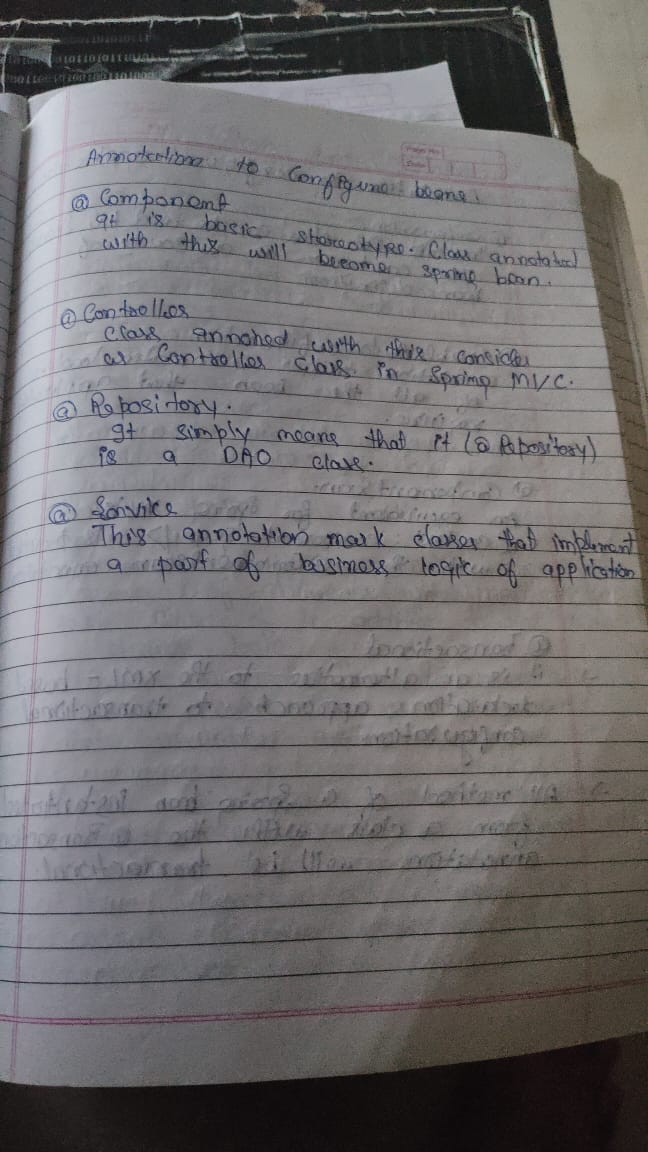 Annotation to Configure beans.
@ Component
It is basic stereotype. Class annotated
with this will become spring bean.
@ Controller
class annohed with this consider
as Controller class in Spring MVC.
@ Repository.
It simply means that it (@ Repository)
is a DAO class.
@ Service
This annotation mark classes that implement
a part of business logic of application